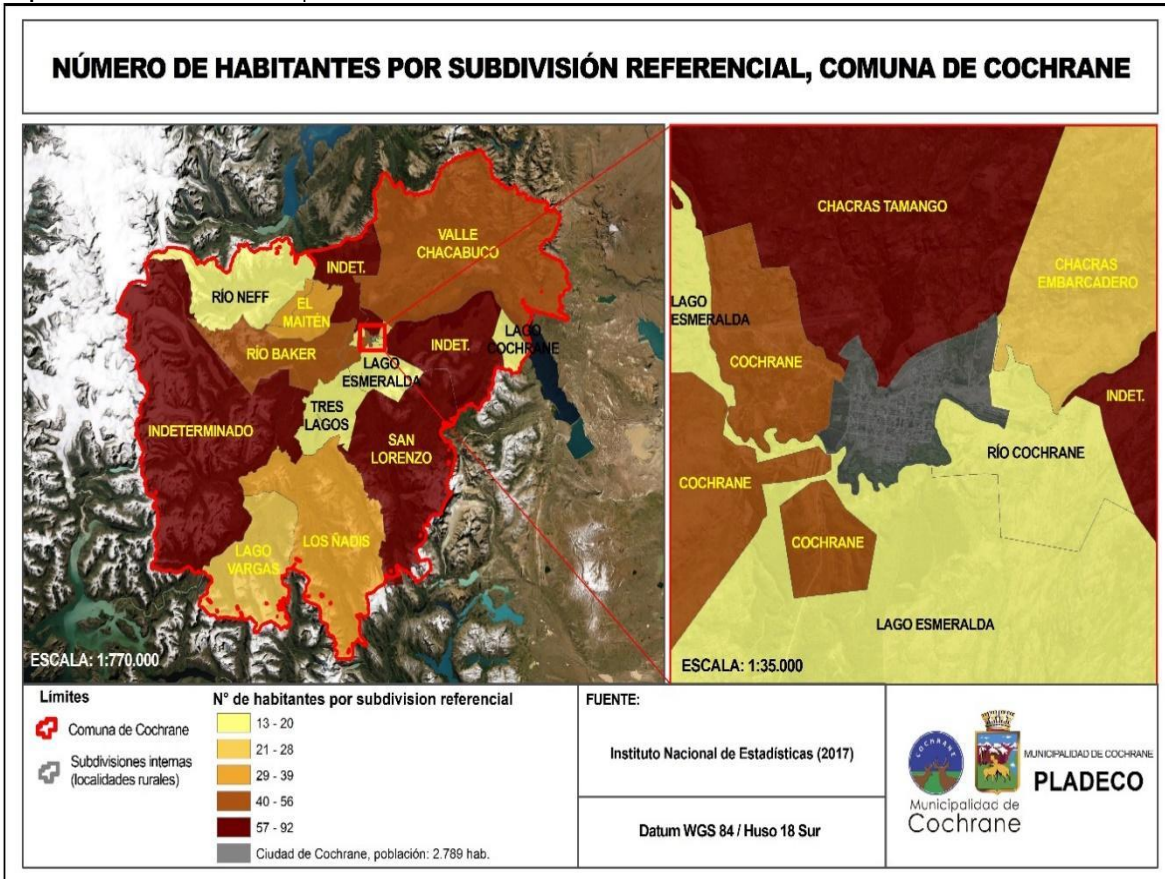 NÚMERO DE HABITANTES POR SUBDIVISIÓN REFERENCIAL, COMUNA DE COCHRANE
VALLE
CHACABUCO
INDET.
RÍO NEFF
EL
MAITÉN
RÍO BAKER
INDET.
LAGO
COCHRANE
LAGO
ESMERALDA
TRES
LAGOS
INDETERMINADO
SAN
LORENZO
LOS ÑADIS
LAGO
VARGAS
ESCALA: 1:770.000
CHACRAS TAMANGO
CHACRAS
EMBARCADERO
LAGO
ESMERALDA
COCHRANE
INDET.
RÍO COCHRANE
COCHRANE
COCHRANE
LAGO ESMERALDA
ESCALA: 1:35.000
Límites
Comuna de Cochrane
Subdivisiones internas
(localidades rurales)
N° de habitantes por subdivision referencial
13 - 20
21 - 28
29 - 39
40 - 56
57 - 92
Ciudad de Cochrane, población: 2.789 hab.
FUENTE:
Instituto Nacional de Estadísticas (2017)
Datum WGS 84 / Huso 18 Sur
COCHRANE
Municipalidad de
Cochrane
MUNICIPALIDAD DE COCHRANE
PLADECO